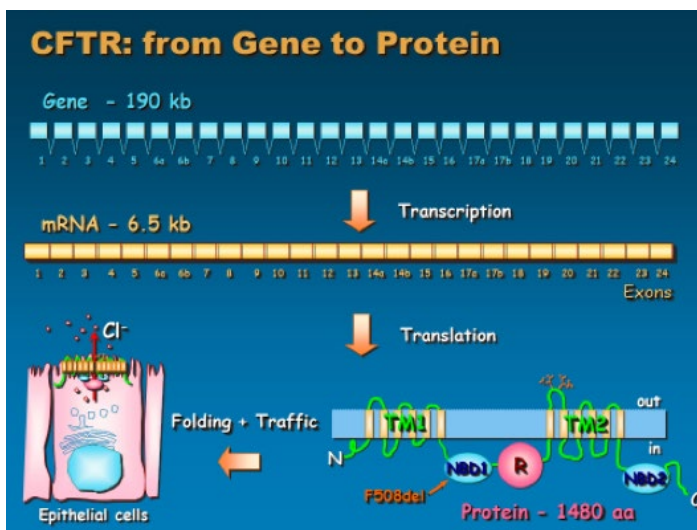 CFTR: from Gene to Protein
Gene - 190 kb
1 2 3 4 5 6a 6b 7 8 9 10 11 12 13 14a 14b 15 16 17a 17b 18 19 20 21 22 23 24
Transcription
mRNA - 6.5 kb
1 2 3 4 5 6a 6b 7 8 9 10 11 12 13 14a 14b 15 16 17a 17b 18 19 20 21 22 23 24
Exons
Cl-
Translation
Folding + Traffic
TM1 TM2 out
in
N
NBD1 R NBD2
F508del
C
Epithelial cells
Protein - 1480 aa